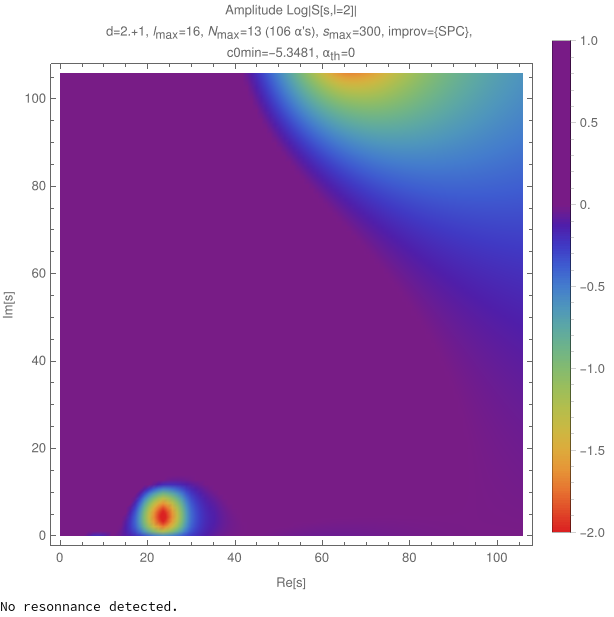 Amplitude Log|S[s,l=2]|
d=2.+1, lmax=16, Nmax=13 (106 α's), smax=300, improv={SPC},
c0min=-5.3481, αth=0
1.0
0.5
0.
-0.5
-1.0
-1.5
-2.0
100
80
60
40
20
0
Im[s]
0 20 40 60 80 100
Re[s]
No resonnance detected.